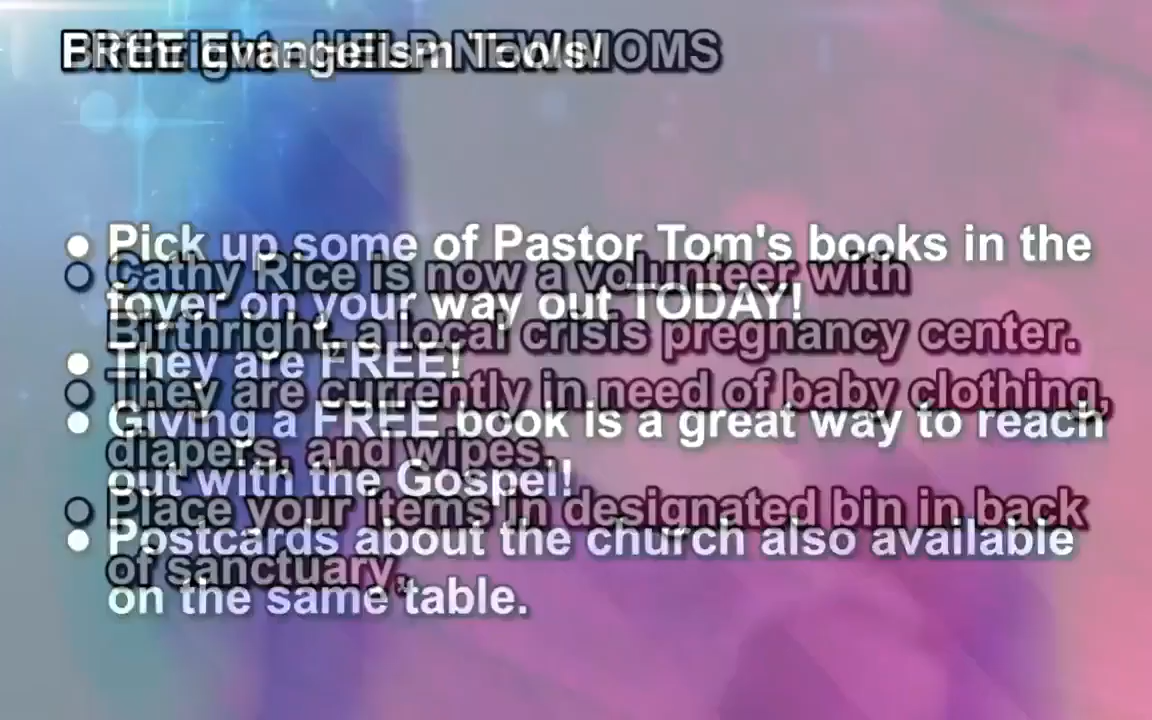 FREE Evangelism Tools!
Birthright - HELP NEW MOMS
● Pick up some of Pastor Tom's books in the
foyer on your way out TODAY!
● They are FREE!
● Giving a FREE book is a great way to reach
out with the Gospel!
● Postcards about the church also available
on the same table.
○ Cathy Rice is now a volunteer with
Birthright, a local crisis pregnancy center.
○ They are currently in need of baby clothing,
diapers, and wipes.
○ Place your items in designated bin in back
of sanctuary.